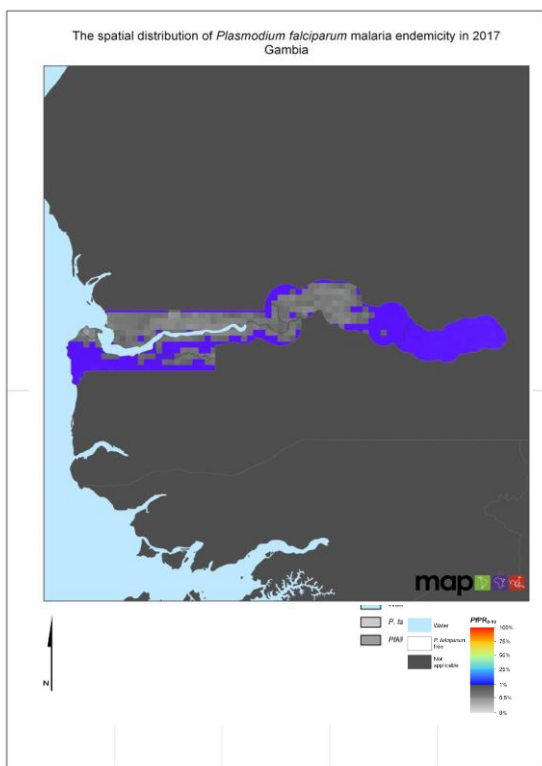 The spatial distribution of Plasmodium falciparum malaria endemicity in 2017
Gambia
map
P. fa
Water
P. falciparum
free
Not
applicable
100%
75%
50%
25%
1%
0.5%
0%
N